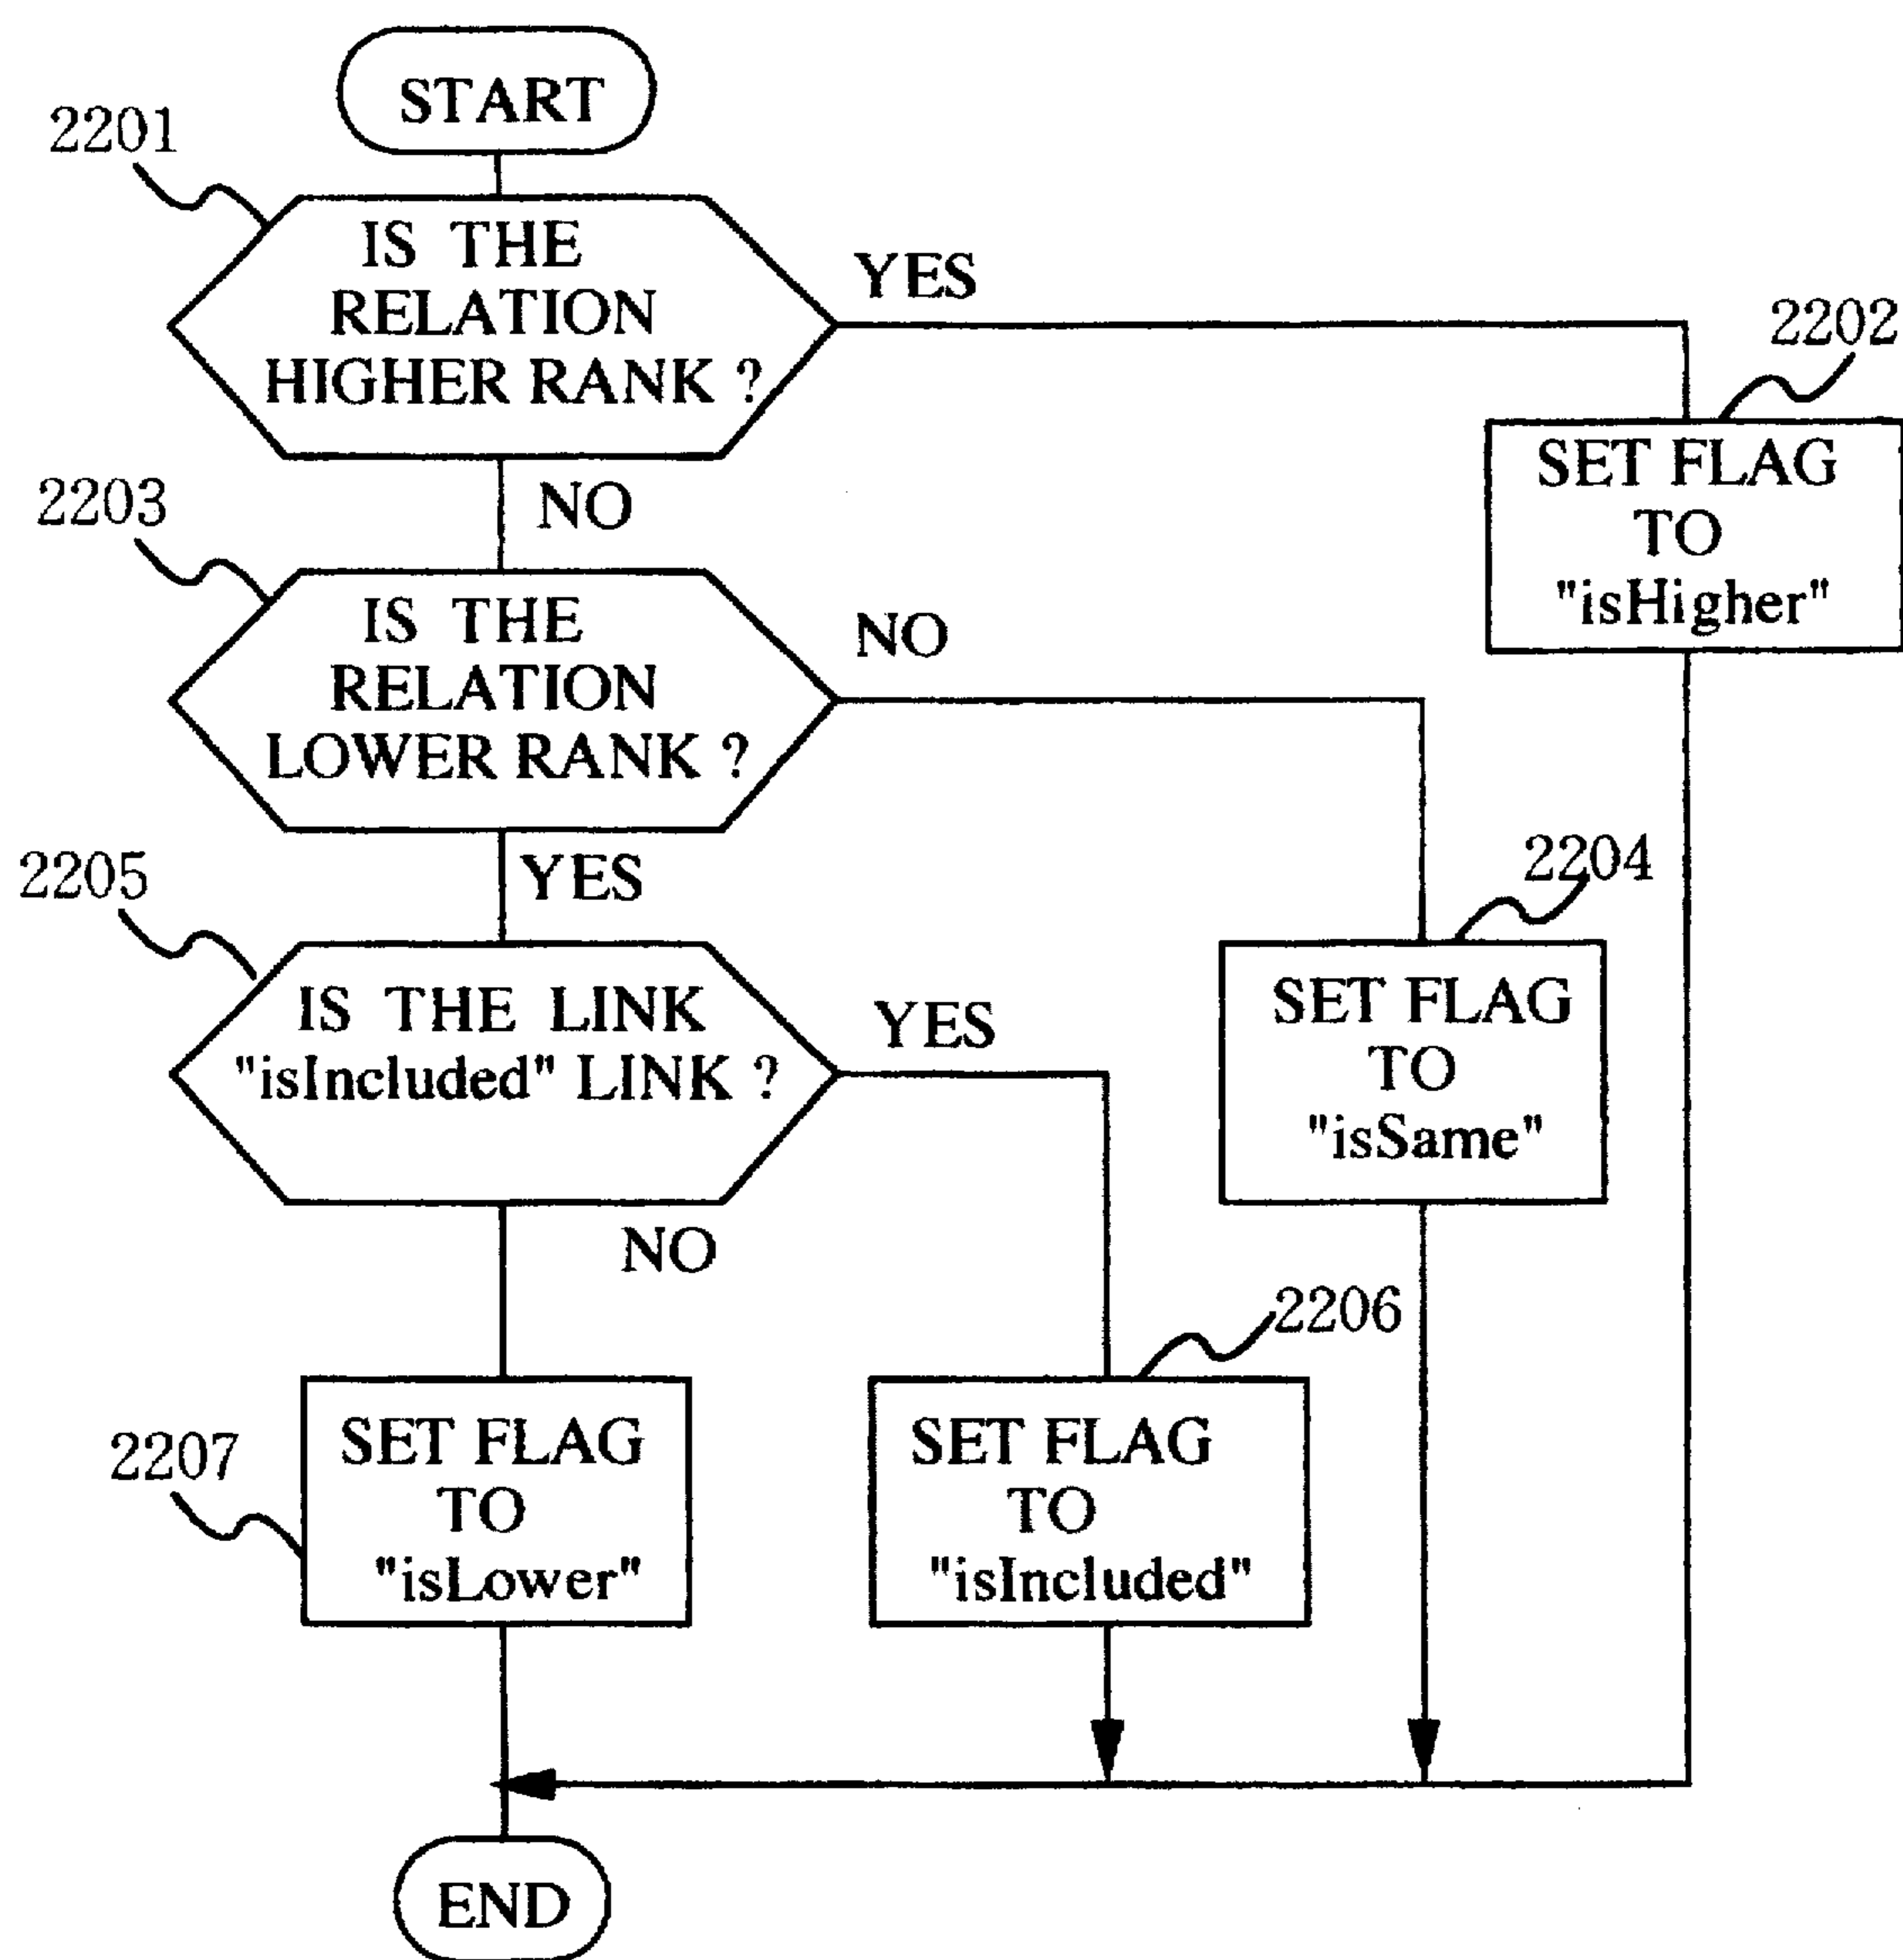 START
2201
IS THE
RELATION
HIGHER RANK ?
YES
2202
SET FLAG
TO
"isHigher"
NO
2203
IS THE
RELATION
LOWER RANK ?
NO
YES
2204
SET FLAG
TO
"isSame"
2205
IS THE LINK
"isIncluded" LINK ?
YES
NO
2206
SET FLAG
TO
"isIncluded"
2207
SET FLAG
TO
"isLower"
END